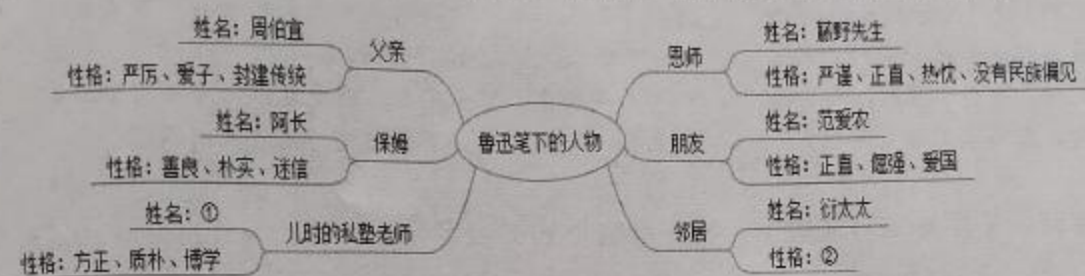 姓名：周伯宜
父亲
性格：严厉、爱子、封建传统
姓名：阿长
保姆
性格：善良、朴实、迷信
姓名：①
儿时的私塾老师
性格：方正、质朴、博学
鲁迅笔下的人物
姓名：藤野先生
恩师
性格：严谨、正直、热忱、没有民族偏见
姓名：范爱农
朋友
性格：正直、倔强、爱国
姓名：衍太太
邻居
性格：②